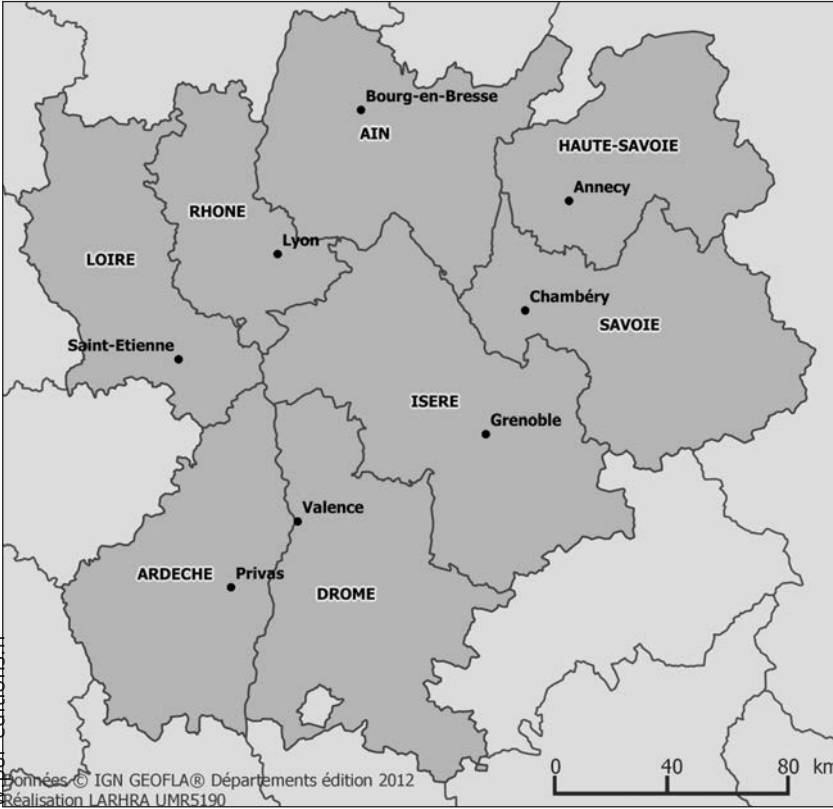 Bourg-en-Bresse
AIN
HAUTE-SAVOIE
Annecy
RHONE
Lyon
LOIRE
Chambéry
SAVOIE
Saint-Etienne
ISERE
Grenoble
Valence
ARDECHE
Privas
DROME
0 40 80 km
Données © IGN GEOFLA® Départements édition 2012
Réalisation LARHRA UMR5190